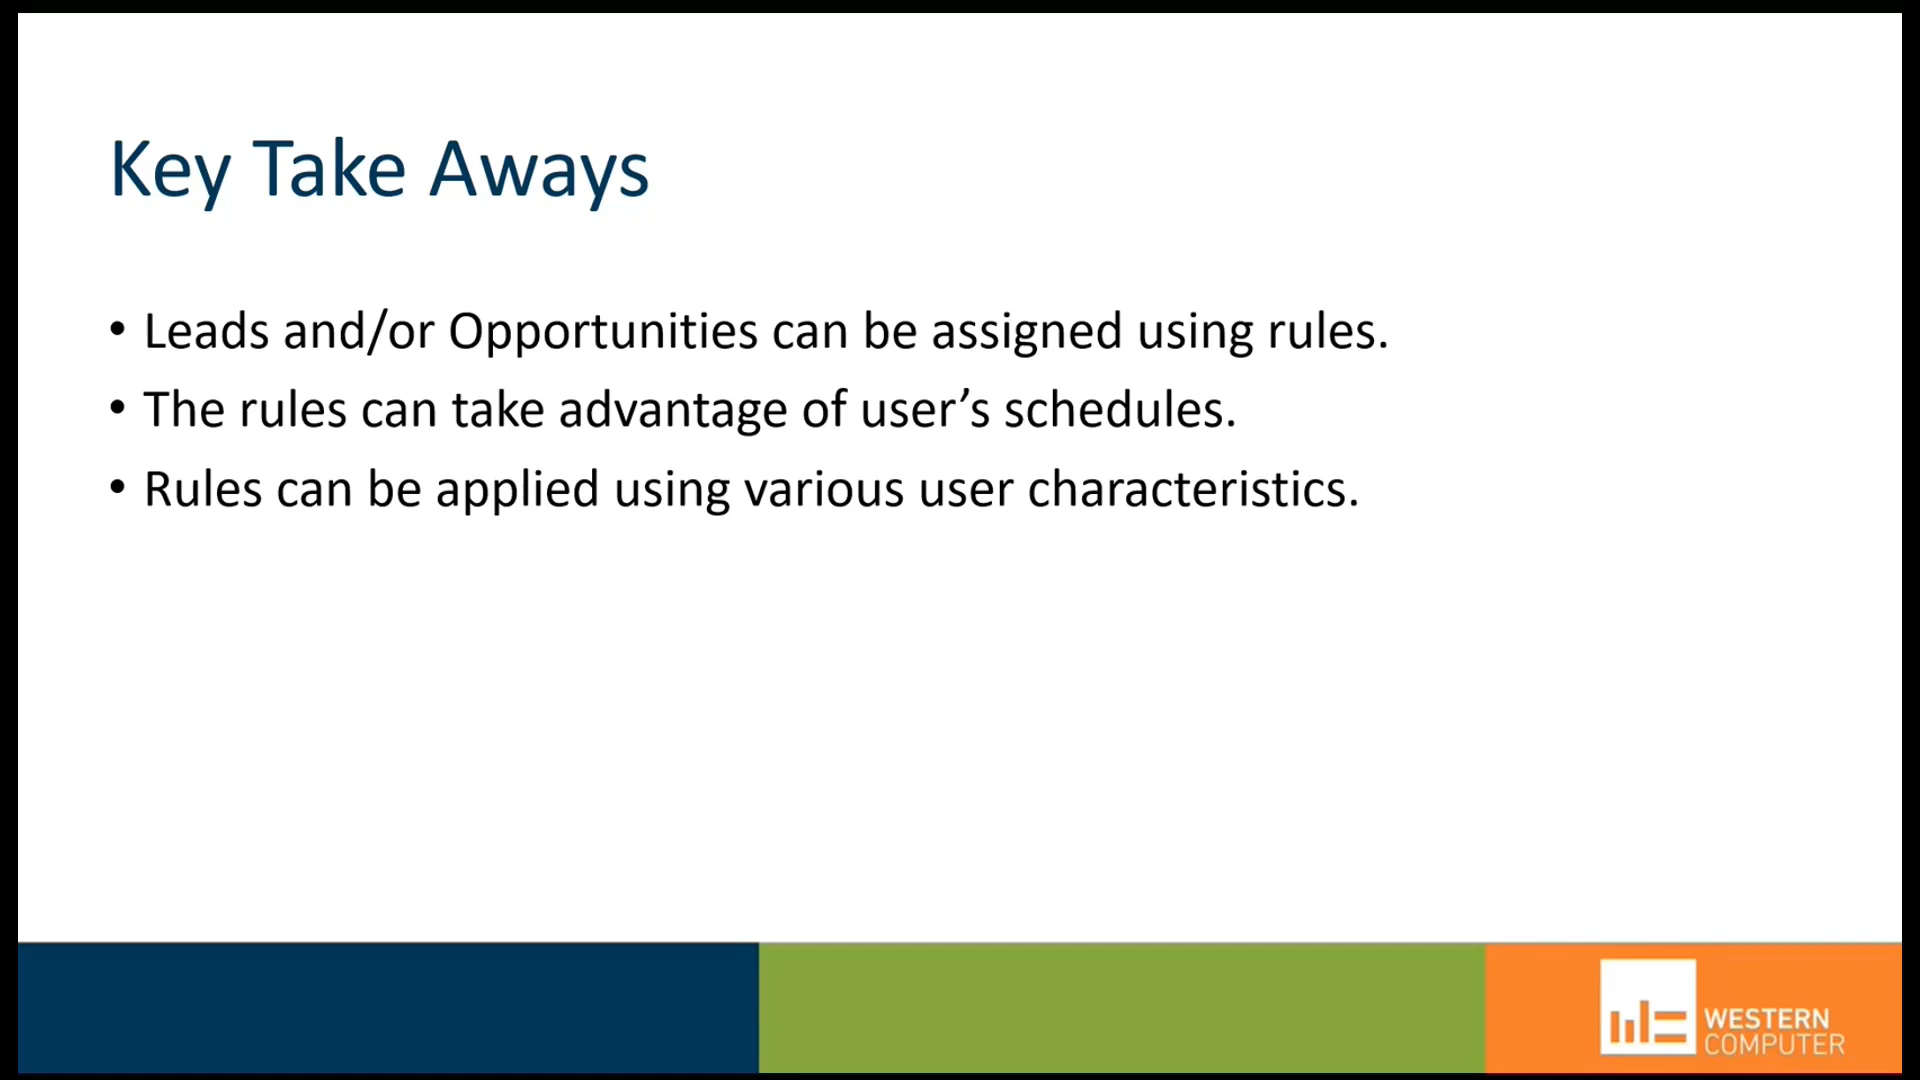 Key Take Aways
• Leads and/or Opportunities can be assigned using rules.
• The rules can take advantage of user’s schedules.
• Rules can be applied using various user characteristics.
WESTERN
COMPUTER